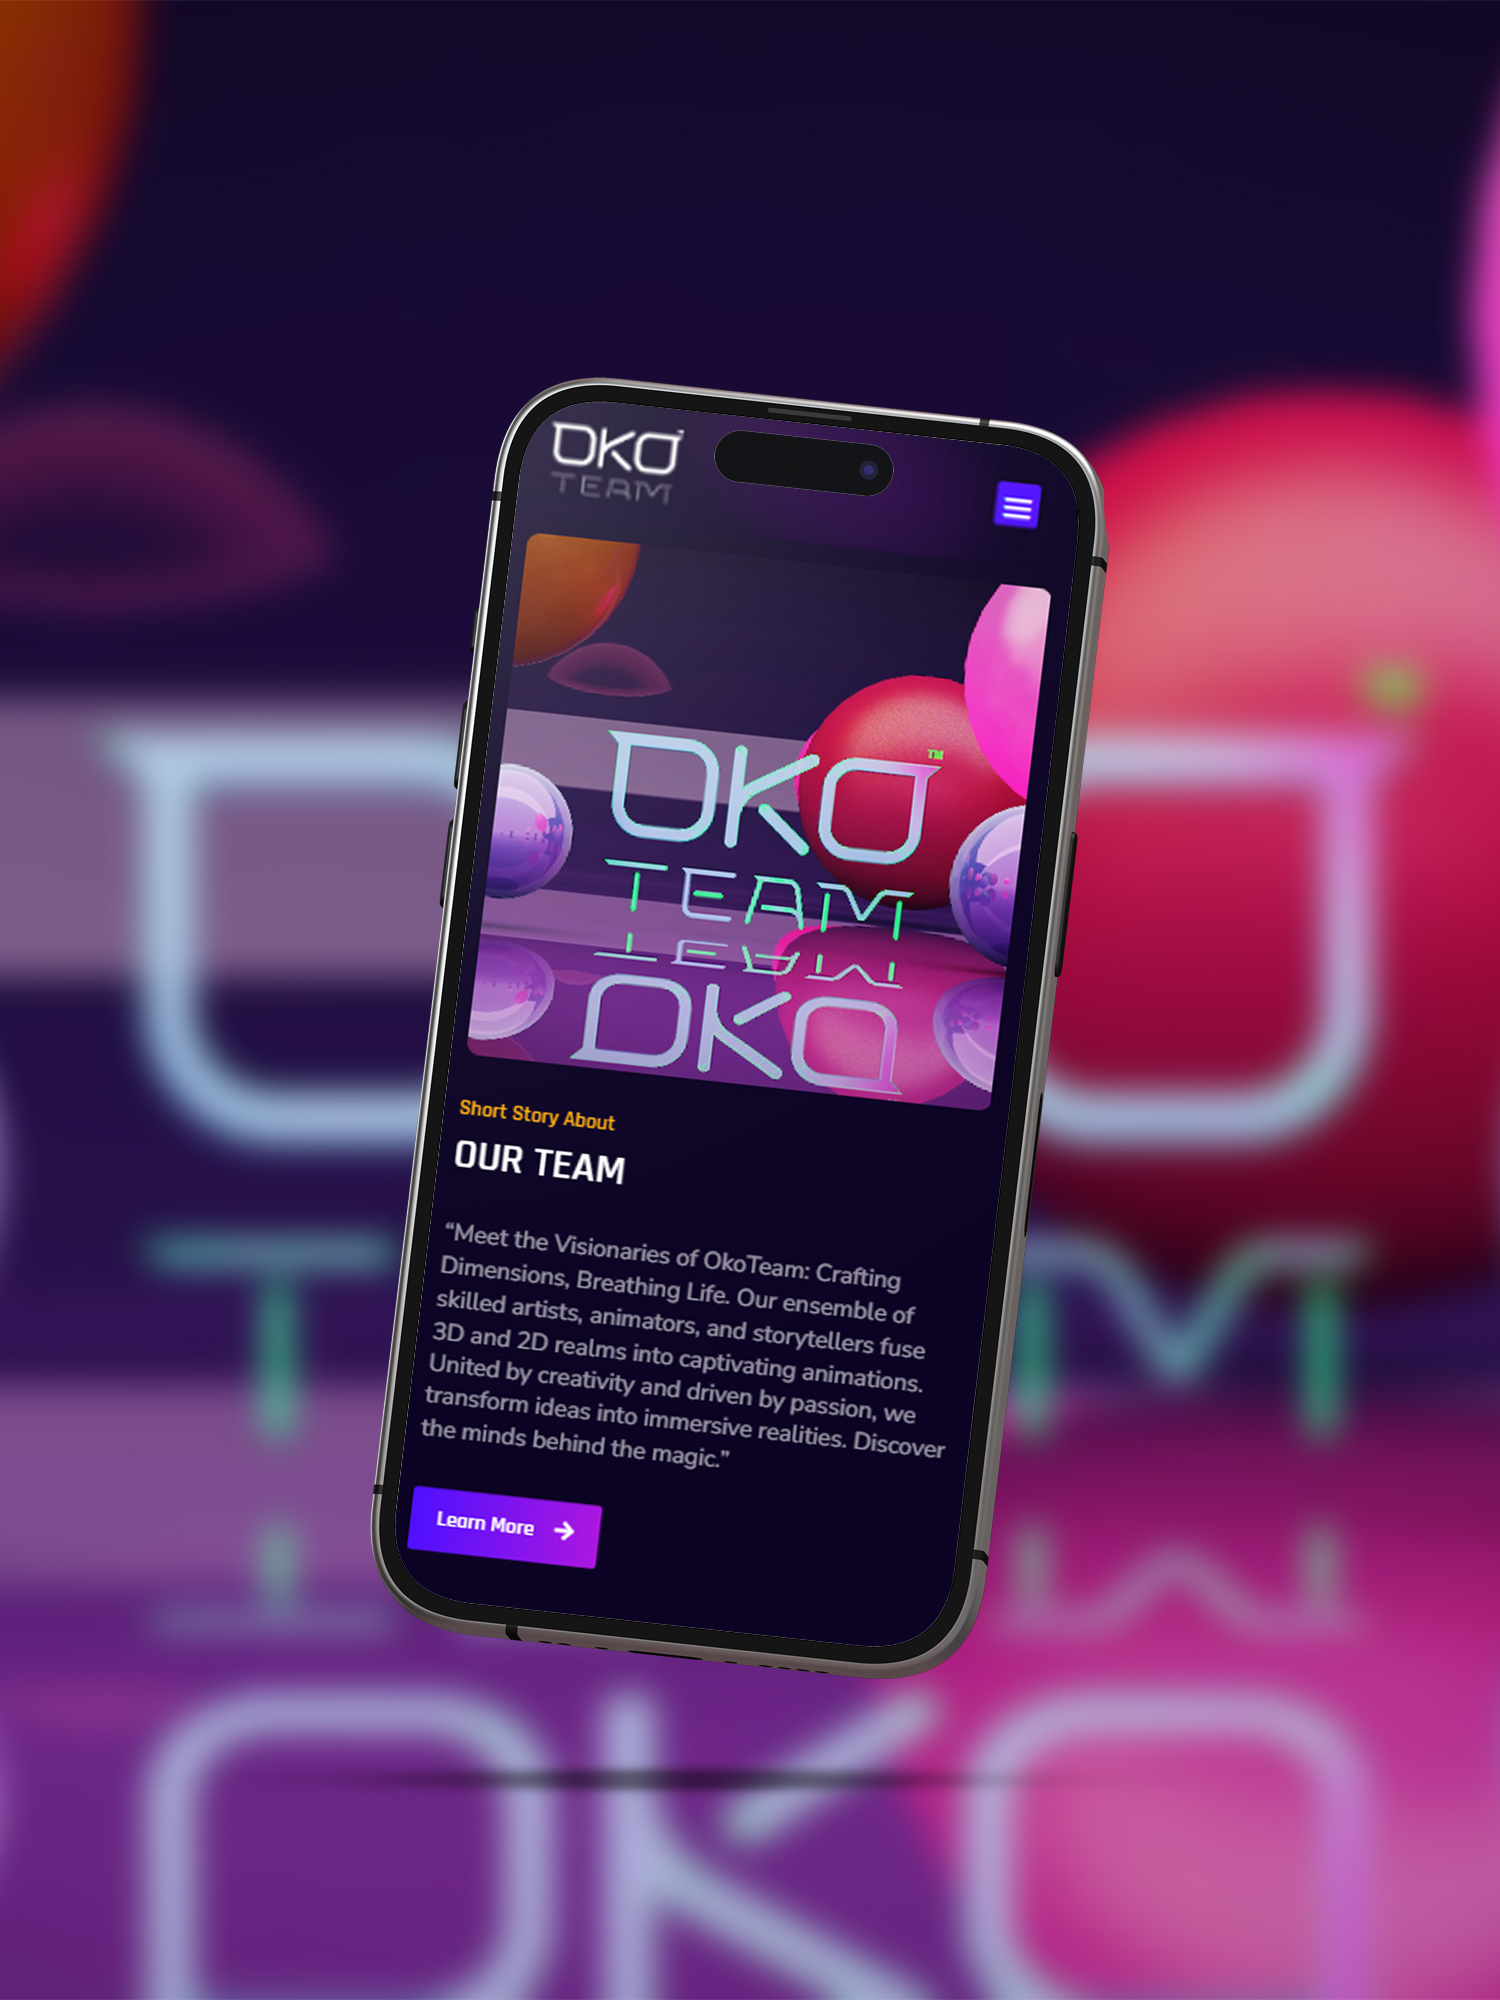 OKO
TEAM
OKO™
TEAM
TEAM
OKO
Short Story About
OUR TEAM
“Meet the Visionaries of OkoTeam: Crafting
Dimensions, Breathing Life. Our ensemble of
skilled artists, animators, and storytellers fuse
3D and 2D realms into captivating animations.
United by creativity and driven by passion, we
transform ideas into immersive realities. Discover
the minds behind the magic.”
Learn More →